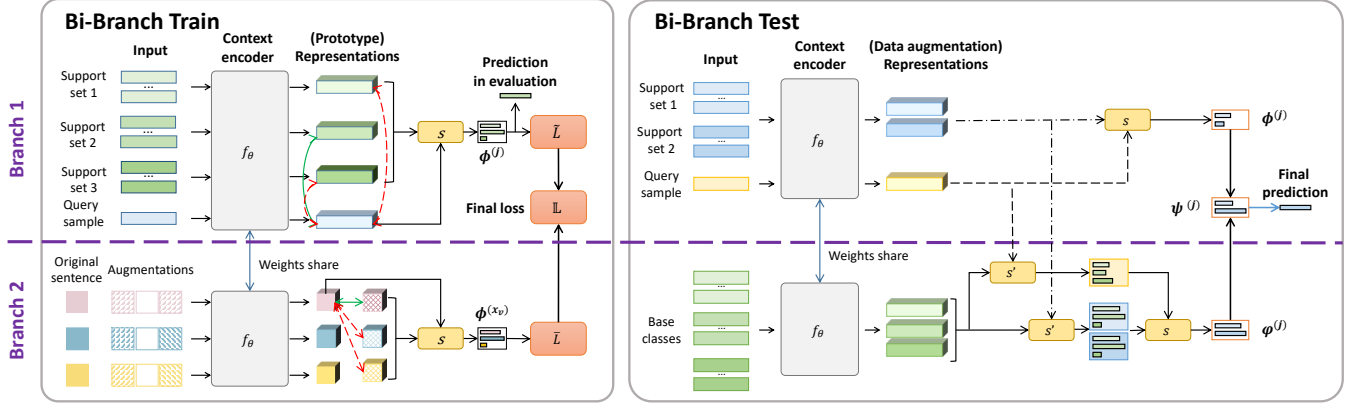 Bi-Branch Train
Input
Context
encoder
(Prototype)
Representations
Prediction
in evaluation
Branch 1
Support
set 1
...
Support
set 2
...
Support
set 3
...
Query
sample
f_θ
s
ϕ^(j)
L̃
Final loss
𝕃
Branch 2
Original
sentence
Augmentations
Weights share
f_θ
s
ϕ^(x_v)
L̄
Bi-Branch Test
Input
Context
encoder
(Data augmentation)
Representations
Support
set 1
...
Support
set 2
...
Query
sample
f_θ
s
ϕ^(j)
Final
prediction
ψ^(j)
Weights share
Base
classes
...
...
...
f_θ
s'
s'
s
φ^(j)